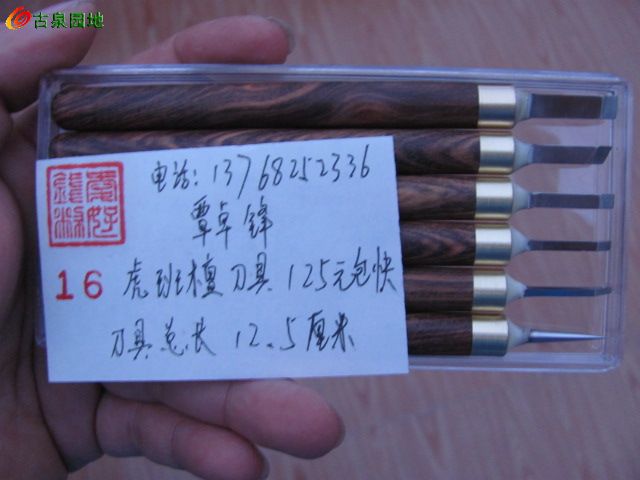 古泉园地
电话:13768252336
覃卓锋
16
虎班檀刀具 125元包快
刀具总长 12.5厘米